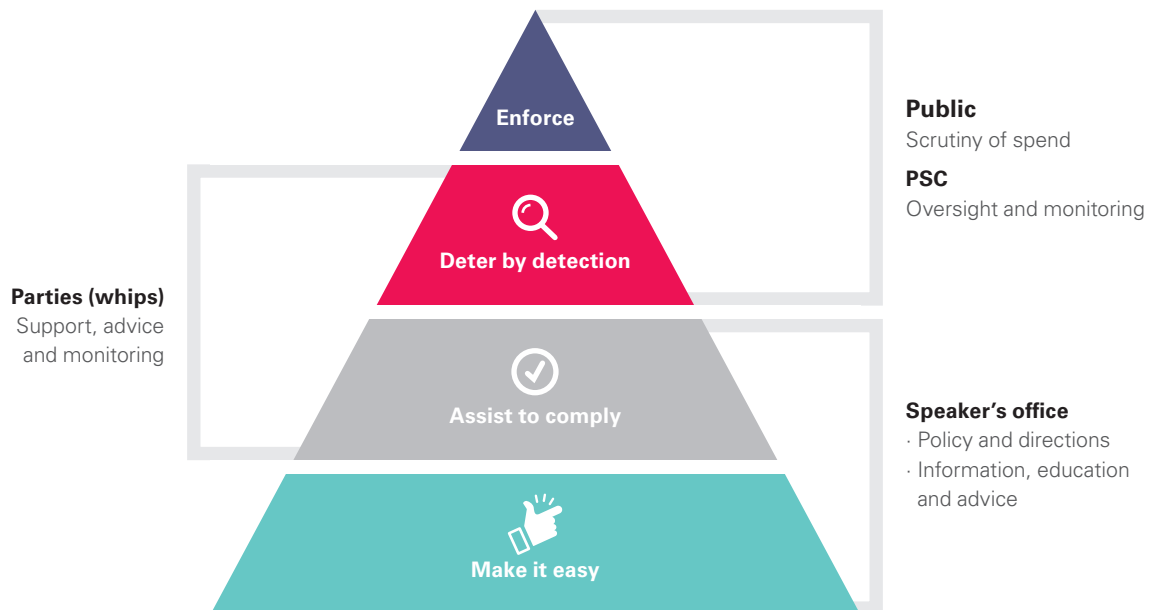 Enforce
Public
Scrutiny of spend
PSC
Oversight and monitoring
Deter by detection
Parties (whips)
Support, advice
and monitoring
Assist to comply
Speaker’s office
· Policy and directions
· Information, education
and advice
Make it easy